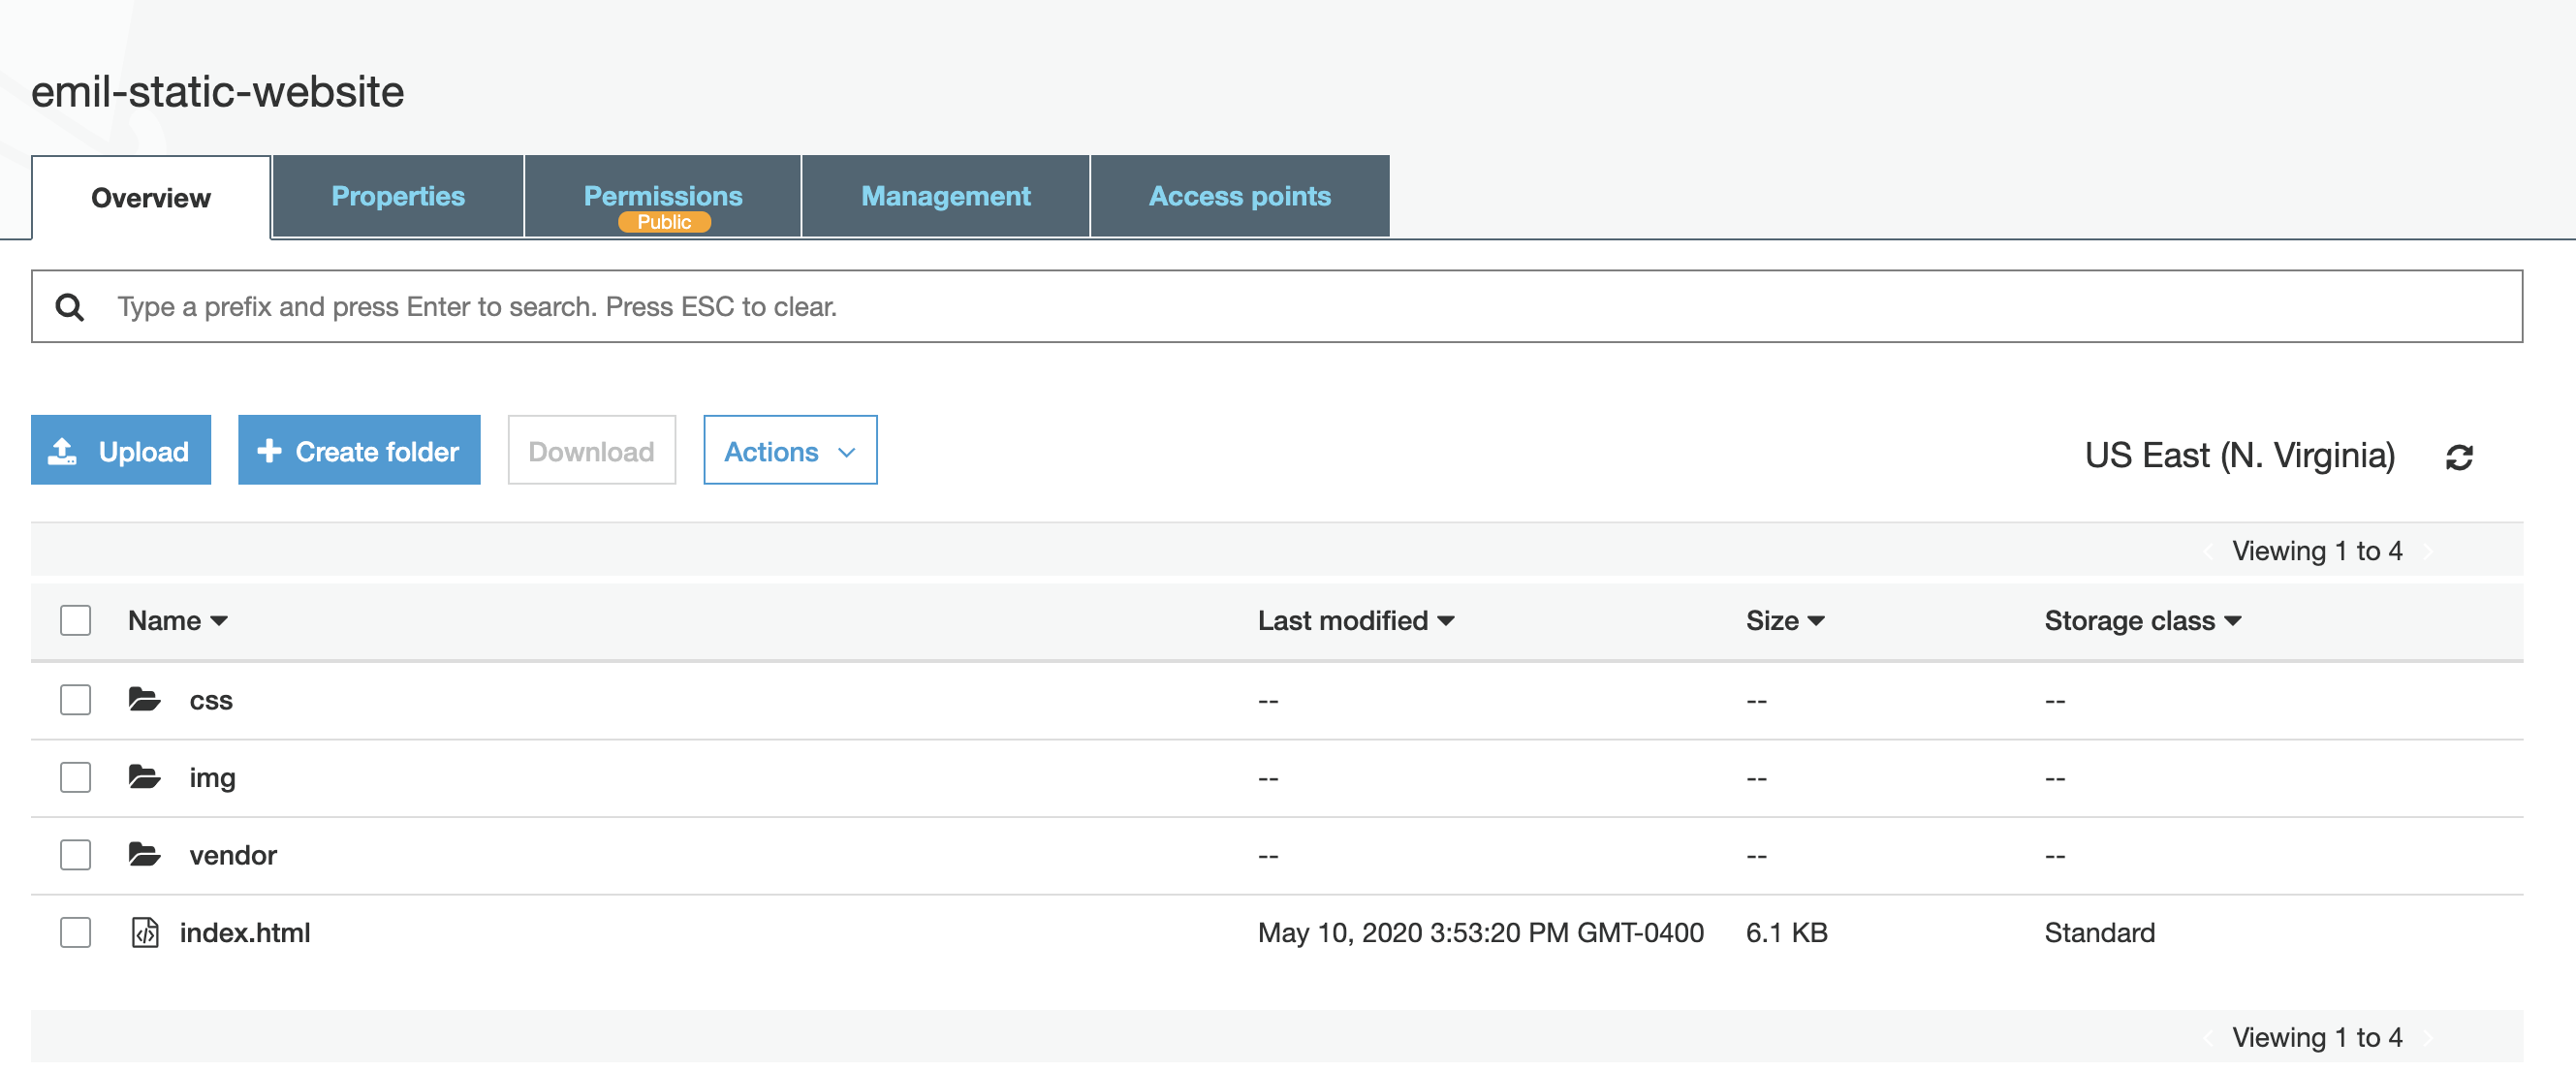 emil-static-website
Overview Properties Permissions Management Access points
Public
Type a prefix and press Enter to search. Press ESC to clear.
Upload Create folder Download Actions US East (N. Virginia)
Viewing 1 to 4
Name Last modified Size Storage class
css -- -- --
img -- -- --
vendor -- -- --
index.html May 10, 2020 3:53:20 PM GMT-0400 6.1 KB Standard
Viewing 1 to 4